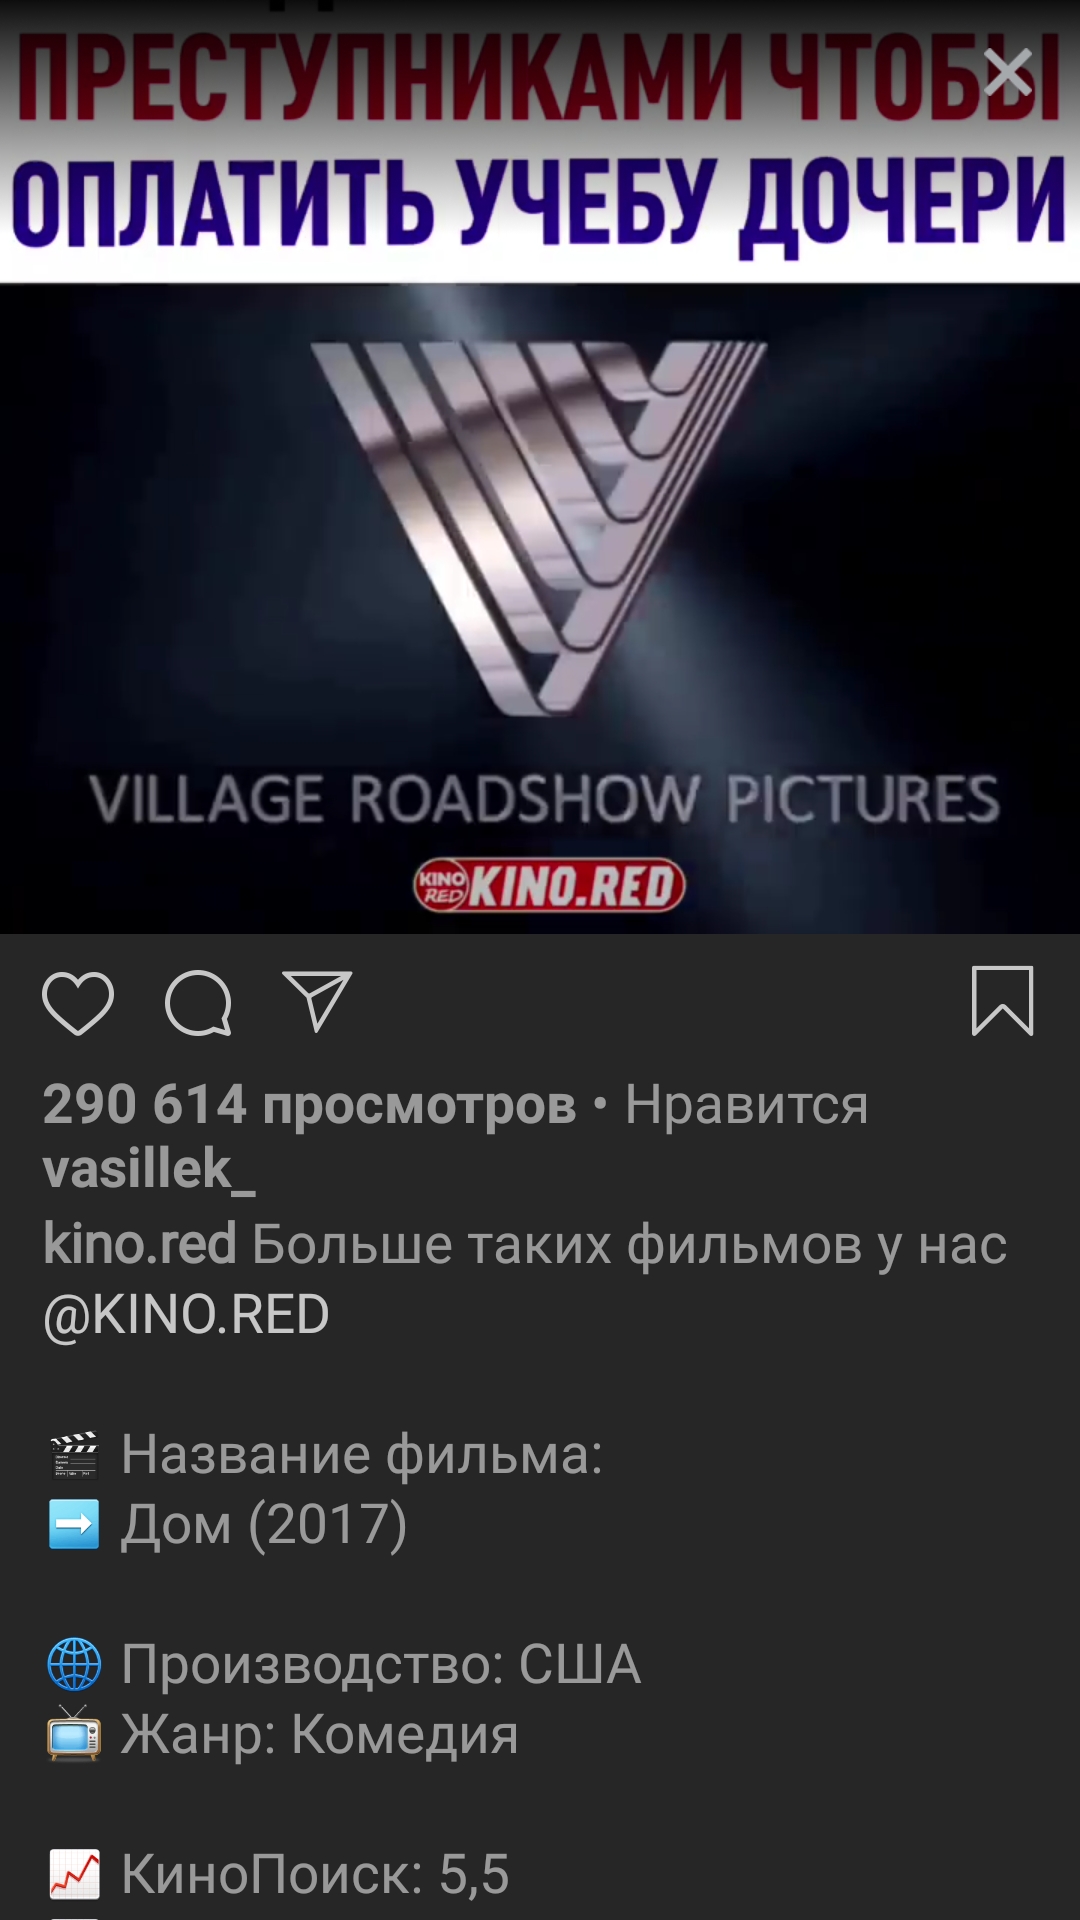 ПРЕСТУПНИКАМИ ЧТОБЫ
ОПЛАТИТЬ УЧЕБУ ДОЧЕРИ
VILLAGE ROADSHOW PICTURES
KINO RED KINO.RED
290 614 просмотров • Нравится
vasillek_
kino.red Больше таких фильмов у нас
@KINO.RED
Название фильма:
Дом (2017)
Производство: США
Жанр: Комедия
КиноПоиск: 5,5